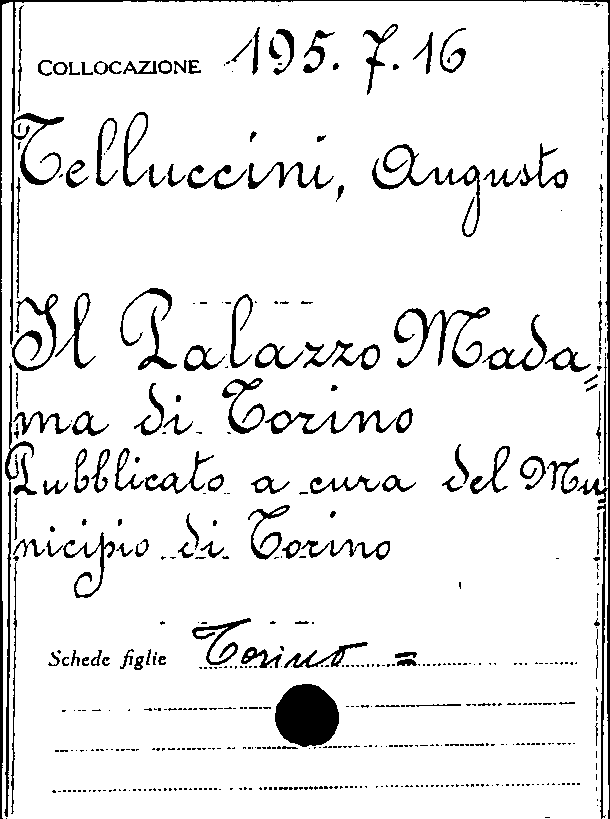 COLLOCAZIONE 195.7.16
Telluccini, Augusto
Il Palazzo Mada=
ma di Torino
Pubblicato a cura del Mu=
nicipio di Torino
Schede figlie Torino =